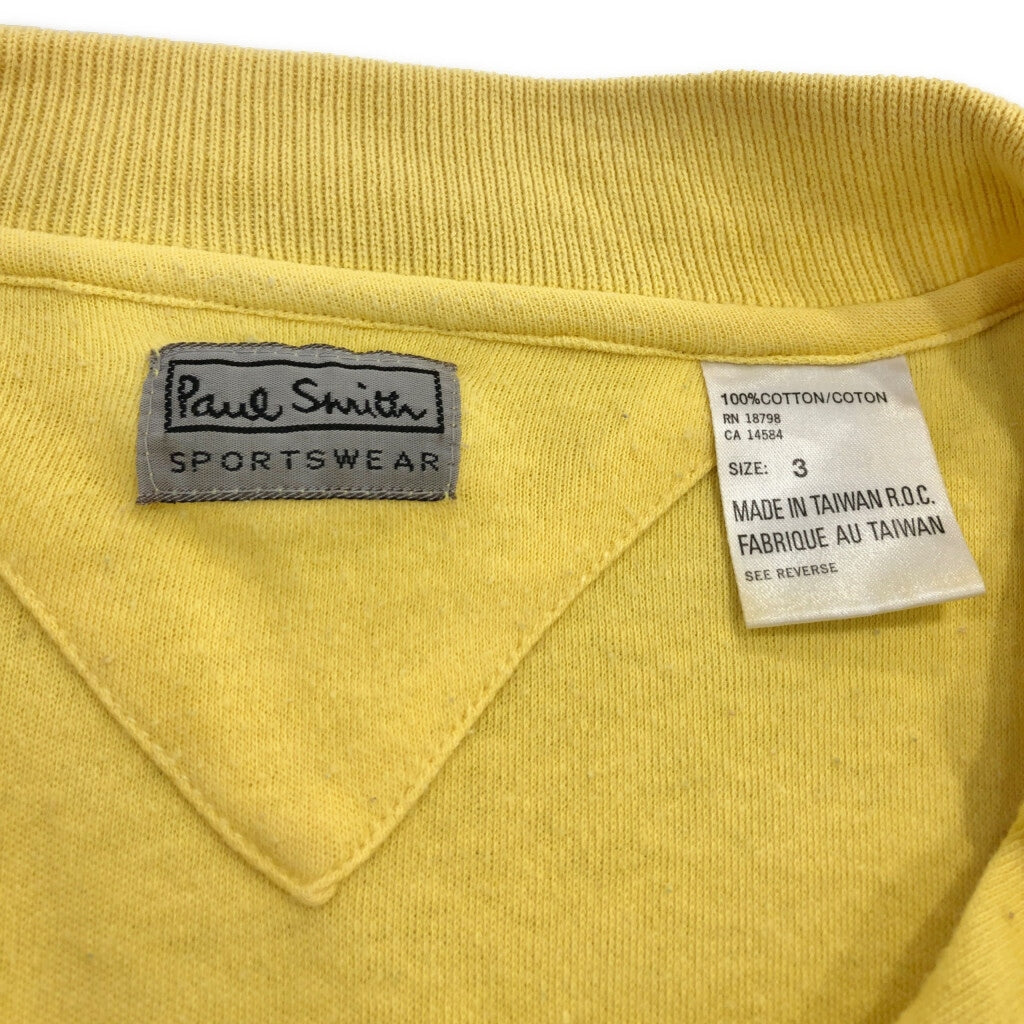 Paul Smith
SPORTSWEAR
100%COTTON/COTON
RN 18798
CA 14584
SIZE: 3
MADE IN TAIWAN R.O.C.
FABRIQUE AU TAIWAN
SEE REVERSE